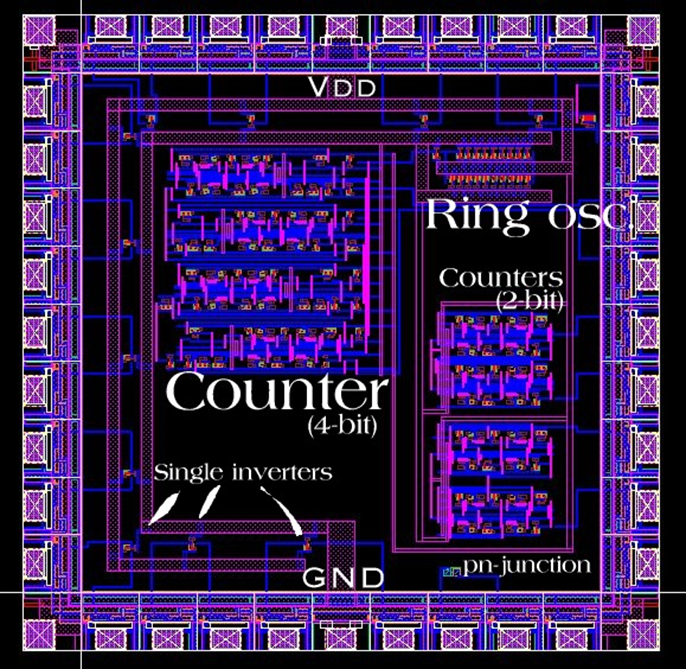 VDD
Ring osc.
Counters
(2-bit)
Counter
(4-bit)
Single inverters
pn-junction
GND